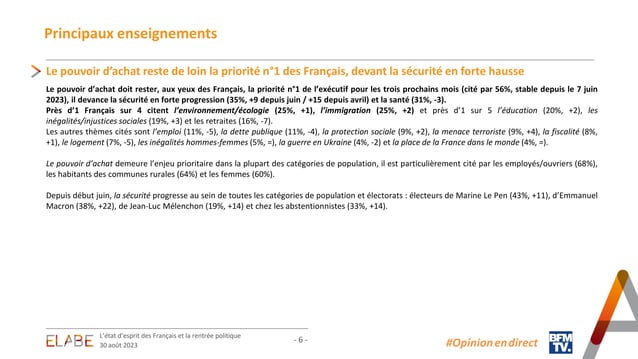 Principaux enseignements
Le pouvoir d’achat reste de loin la priorité n°1 des Français, devant la sécurité en forte hausse
Le pouvoir d’achat doit rester, aux yeux des Français, la priorité n°1 de l’exécutif pour les trois prochains mois (cité par 56%, stable depuis le 7 juin
2023), il devance la sécurité en forte progression (35%, +9 depuis juin / +15 depuis avril) et la santé (31%, -3).
Près d’1 Français sur 4 citent l’environnement/écologie (25%, +1), l’immigration (25%, +2) et près d’1 sur 5 l’éducation (20%, +2), les
inégalités/injustices sociales (19%, +3) et les retraites (16%, -7).
Les autres thèmes cités sont l’emploi (11%, -5), la dette publique (11%, -4), la protection sociale (9%, +2), la menace terroriste (9%, +4), la fiscalité (8%,
+1), le logement (7%, -5), les inégalités hommes-femmes (5%, =), la guerre en Ukraine (4%, -2) et la place de la France dans le monde (4%, =).
Le pouvoir d’achat demeure l’enjeu prioritaire dans la plupart des catégories de population, il est particulièrement cité par les employés/ouvriers (68%),
les habitants des communes rurales (64%) et les femmes (60%).
Depuis début juin, la sécurité progresse au sein de toutes les catégories de population et électorats : électeurs de Marine Le Pen (43%, +11), d’Emmanuel
Macron (38%, +22), de Jean-Luc Mélenchon (19%, +14) et chez les abstentionnistes (33%, +14).
ELABE
L’état d’esprit des Français et la rentrée politique
30 août 2023
- 6 -
#Opinionendirect
BFM
TV.